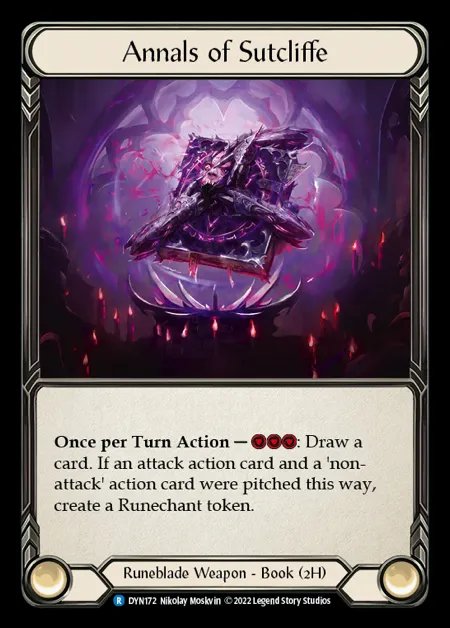 Annals of Sutcliffe
Once per Turn Action — : Draw a
card. If an attack action card and a 'non-
attack' action card were pitched this way,
create a Runechant token.
Runeblade Weapon - Book (2H)
R DYN172 Nikolay Moskvin © 2022 Legend Story Studios